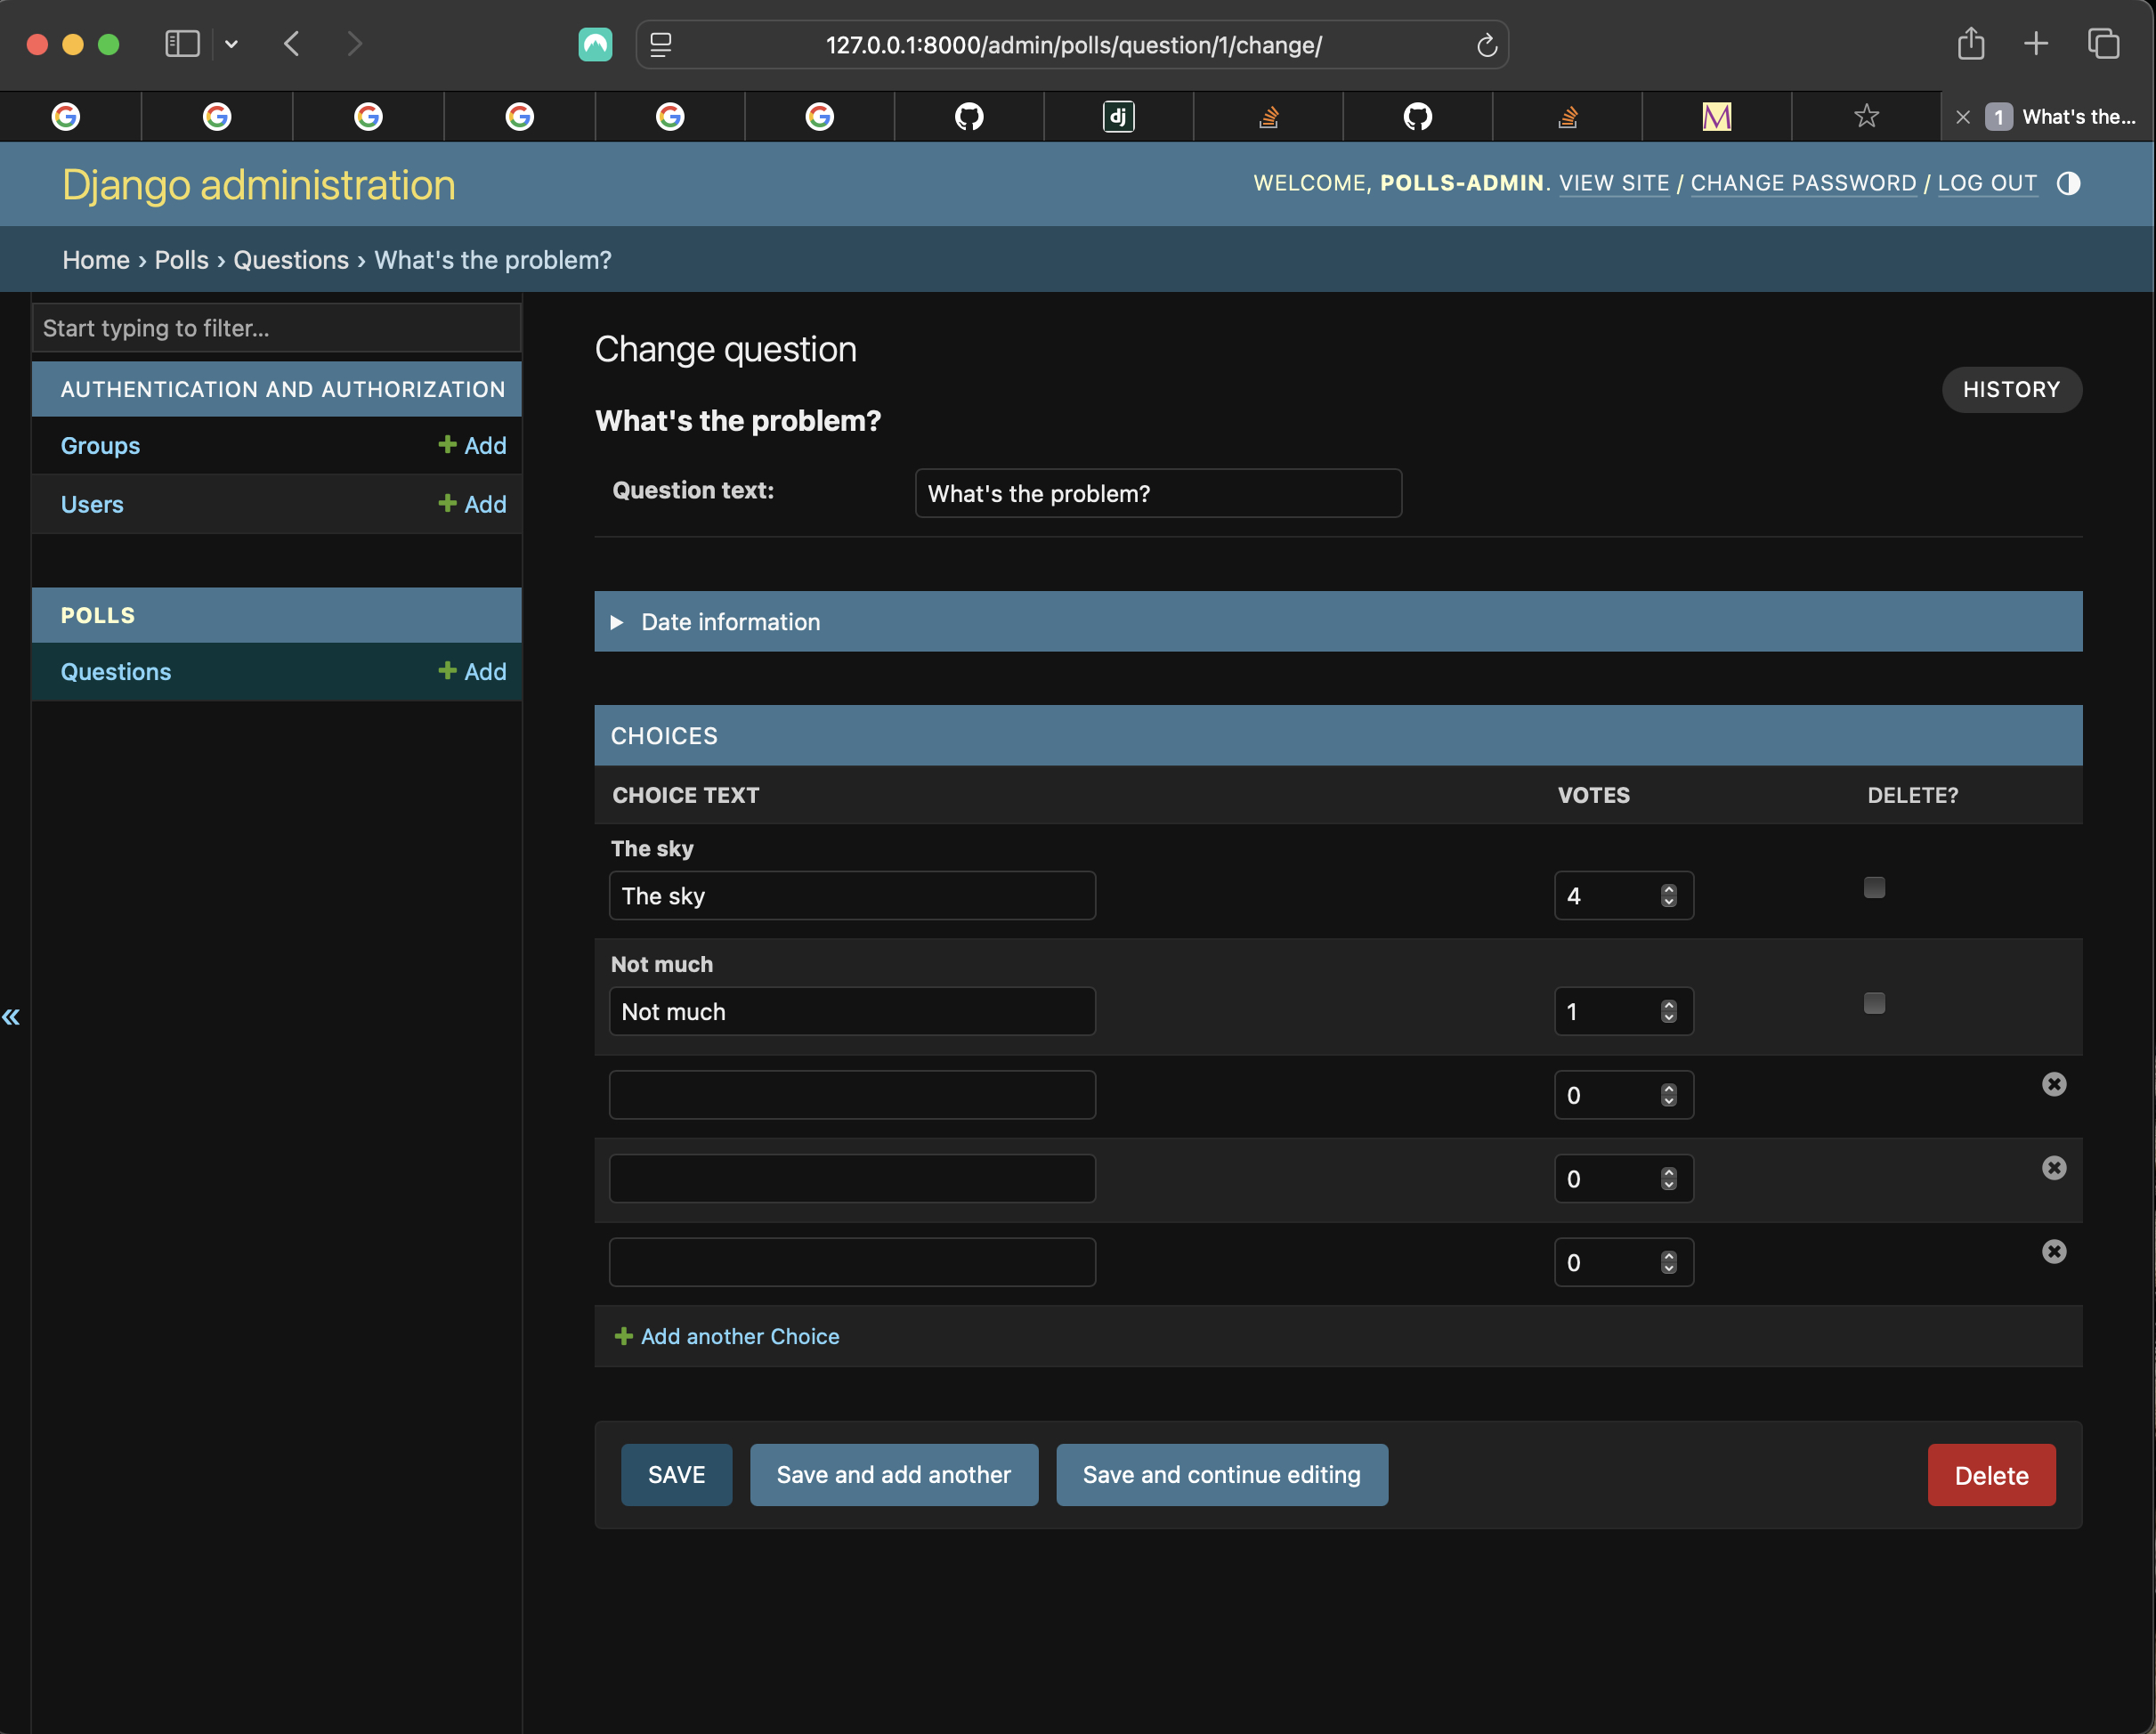 127.0.0.1:8000/admin/polls/question/1/change/
dj
1 What's the...
Django administration
WELCOME, POLLS-ADMIN. VIEW SITE / CHANGE PASSWORD / LOG OUT
Home › Polls › Questions › What's the problem?
Start typing to filter...
AUTHENTICATION AND AUTHORIZATION
Groups + Add
Users + Add
POLLS
Questions + Add
«
Change question
HISTORY
What's the problem?
Question text: What's the problem?
Date information
CHOICES
CHOICE TEXT VOTES DELETE?
The sky
The sky 4
Not much
Not much 1
0
0
0
+ Add another Choice
SAVE Save and add another Save and continue editing Delete